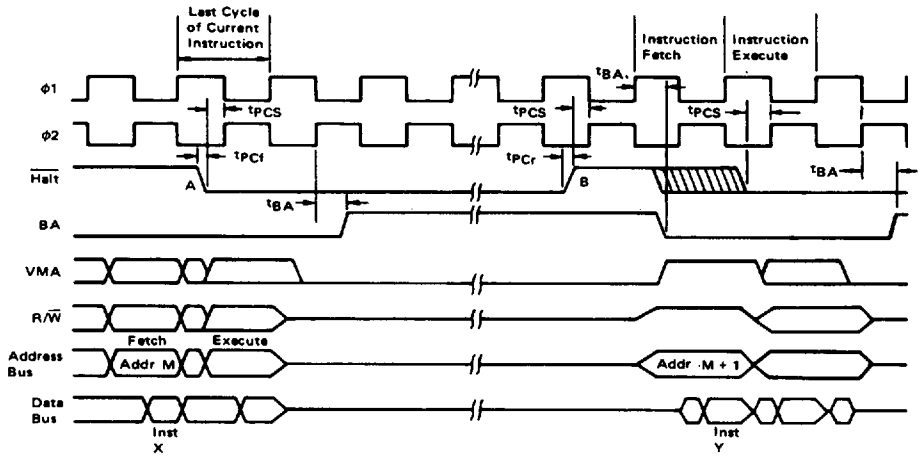 Last Cycle
of Current
Instruction
Instruction
Fetch
Instruction
Execute
tBA
φ1
tPCS
tPCS
tPCS
φ2
tPCf
tPCr
Halt
A
B
tBA
tBA
BA
VMA
R/W
Fetch
Execute
Address
Bus
Addr M
Addr M + 1
Data
Bus
Inst
X
Inst
Y